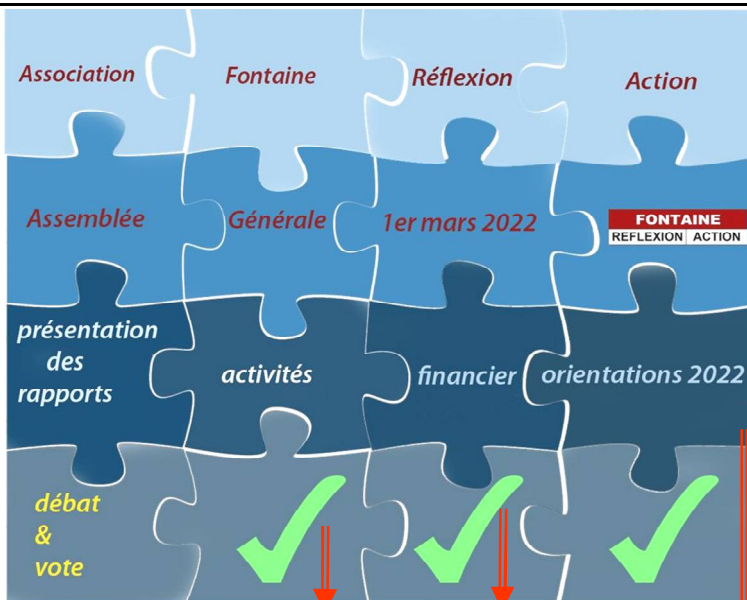 Association Fontaine Réflexion Action
Assemblée Générale 1er mars 2022
FONTAINE
REFLEXION ACTION
présentation
des
rapports
activités
financier
orientations 2022
débat
&
vote